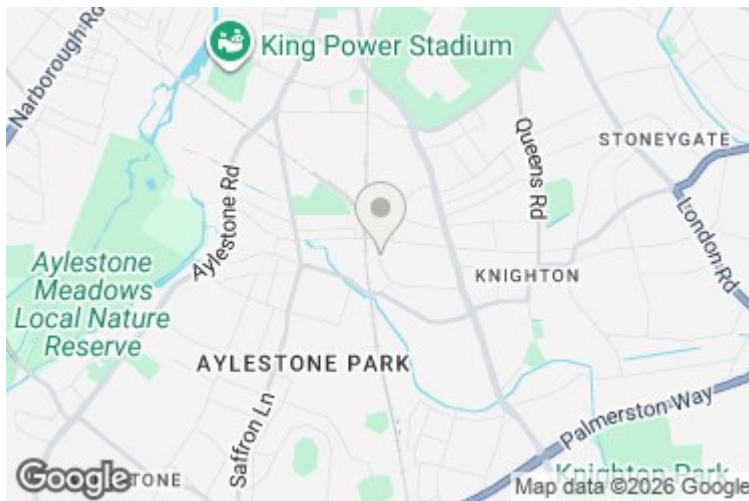 Narborough Rd
King Power Stadium
STONEYGATE
Queens Rd
Aylestone Rd
London Rd
Aylestone
Meadows
Local Nature
Reserve
KNIGHTON
AYLESTONE PARK
Saffron Ln
Palmerston Way
Knighton Park
Google
STONE
Map data ©2026 Google